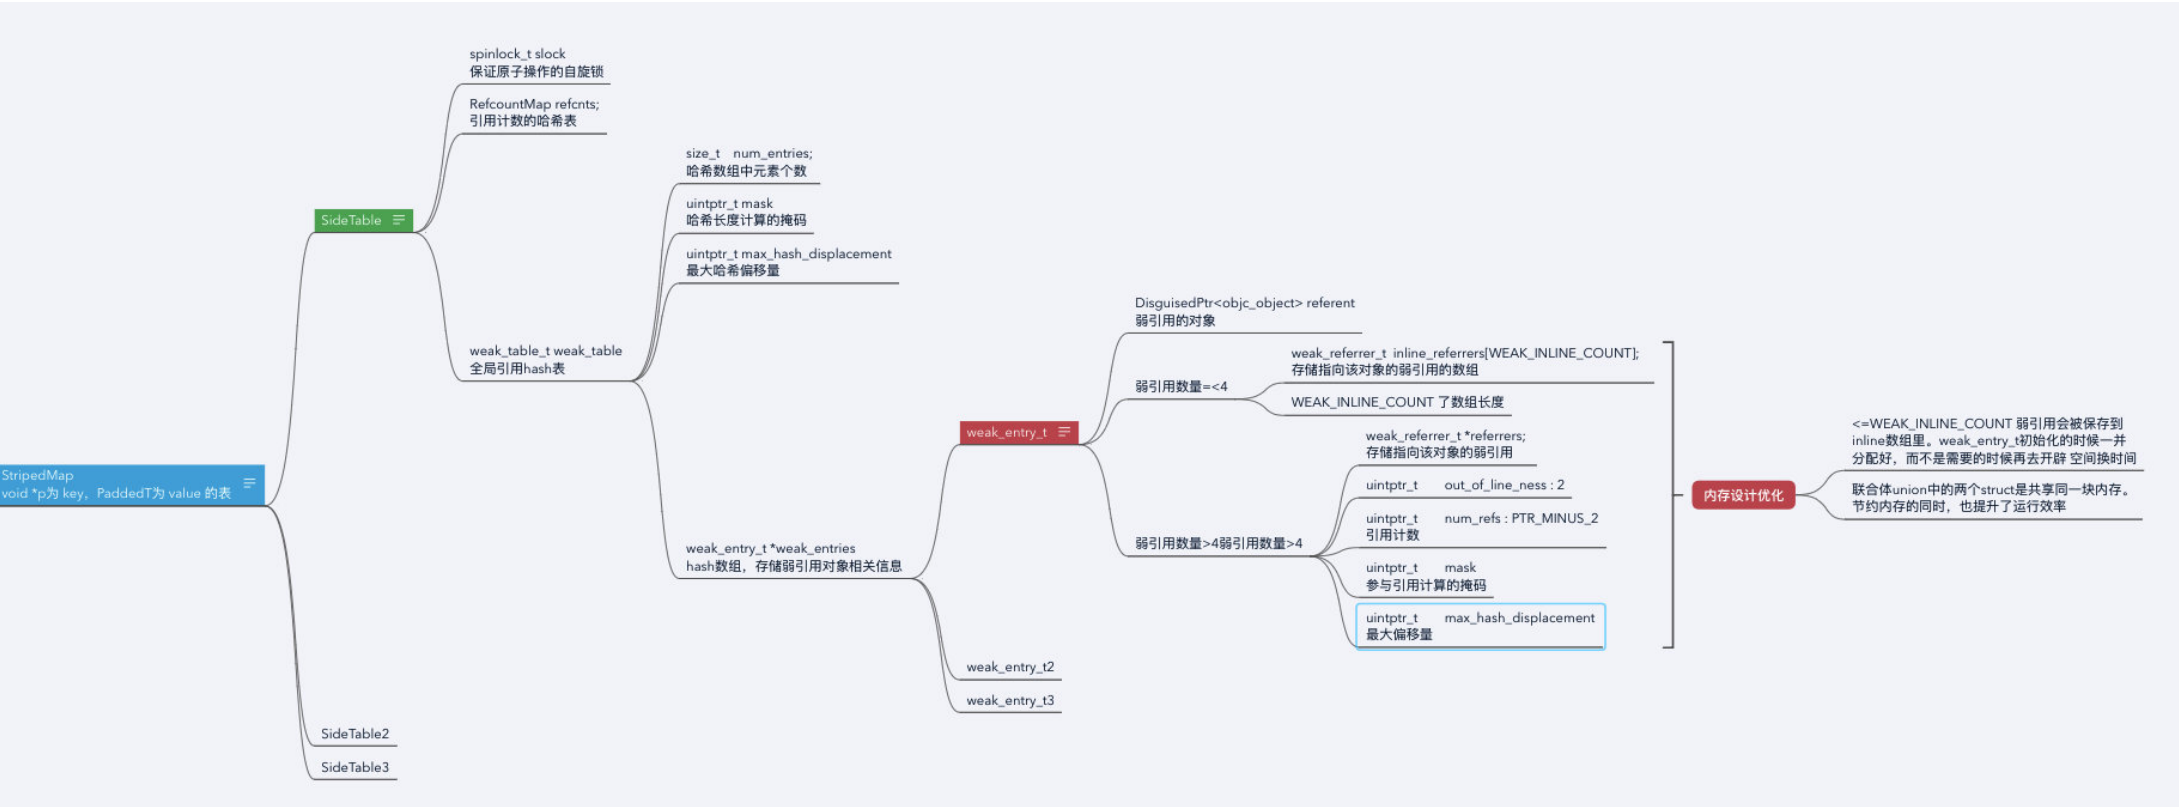 StripedMap
void *p为 key，PaddedT为 value 的表
SideTable
spinlock_t slock
保证原子操作的自旋锁
RefcountMap refcnts;
引用计数的哈希表
weak_table_t weak_table
全局引用hash表
size_t num_entries;
哈希数组中元素个数
uintptr_t mask
哈希长度计算的掩码
uintptr_t max_hash_displacement
最大哈希偏移量
weak_entry_t *weak_entries
hash数组，存储弱引用对象相关信息
weak_entry_t
DisguisedPtr<objc_object> referent
弱引用的对象
弱引用数量=<4
weak_referrer_t inline_referrers[WEAK_INLINE_COUNT];
存储指向该对象的弱引用的数组
WEAK_INLINE_COUNT 了数组长度
弱引用数量>4弱引用数量>4
weak_referrer_t *referrers;
存储指向该对象的弱引用
uintptr_t out_of_line_ness : 2
uintptr_t num_refs : PTR_MINUS_2
引用计数
uintptr_t mask
参与引用计算的掩码
uintptr_t max_hash_displacement
最大偏移量
内存设计优化
<=WEAK_INLINE_COUNT 弱引用会被保存到
inline数组里。weak_entry_t初始化的时候一并
分配好，而不是需要的时候再去开辟 空间换时间
联合体union中的两个struct是共享同一块内存。
节约内存的同时，也提升了运行效率
weak_entry_t2
weak_entry_t3
SideTable2
SideTable3